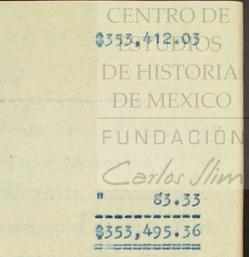 CENTRO DE
$353,412.03
ESTUDIOS
DE HISTORIA
DE MEXICO
FUNDACIÓN
Carlos Slim
" 83.33
$353,495.36